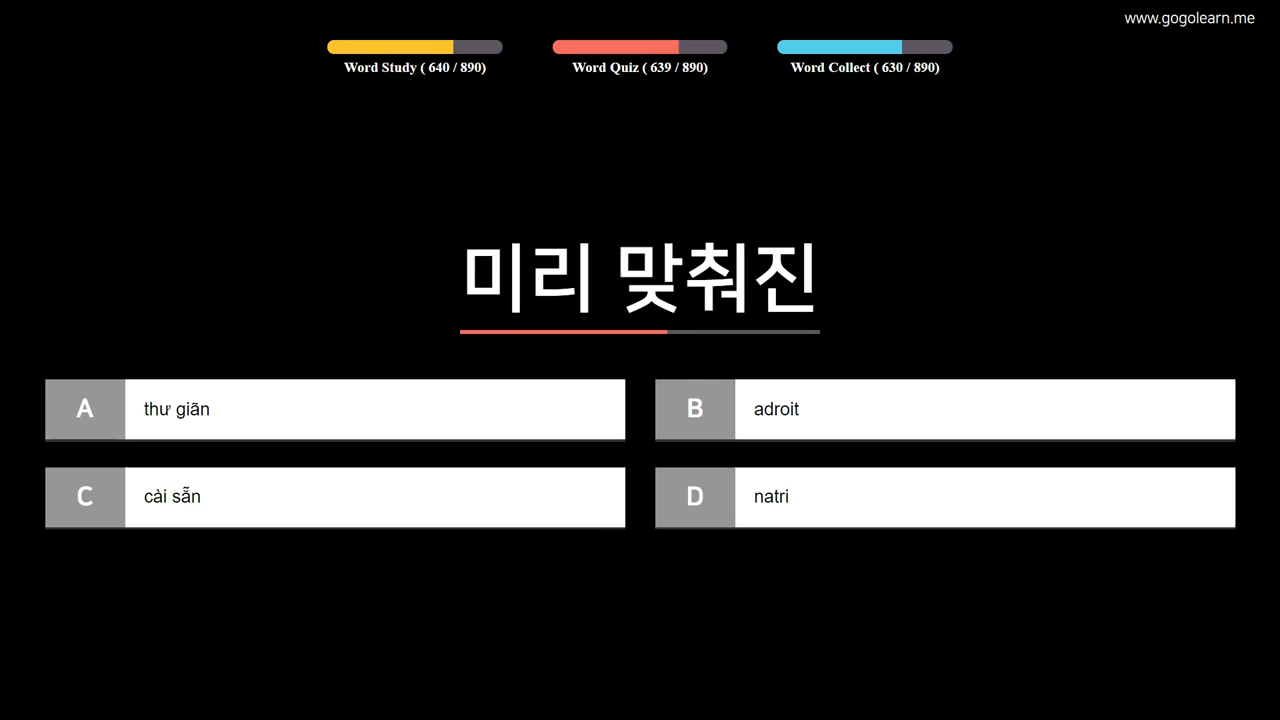 www.gogolearn.me
Word Study ( 640 / 890)
Word Quiz ( 639 / 890)
Word Collect ( 630 / 890)
미리 맞춰진
A thư giãn
B adroit
C cài sẵn
D natri